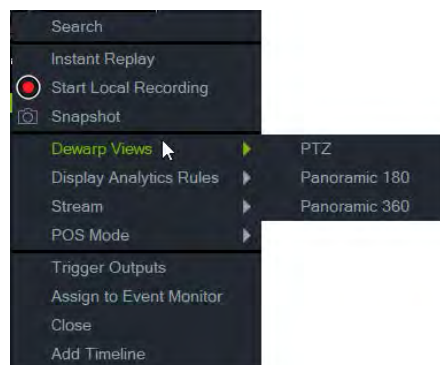 Search
Instant Replay
Start Local Recording
Snapshot
Dewarp Views
PTZ
Display Analytics Rules
Panoramic 180
Stream
Panoramic 360
POS Mode
Trigger Outputs
Assign to Event Monitor
Close
Add Timeline